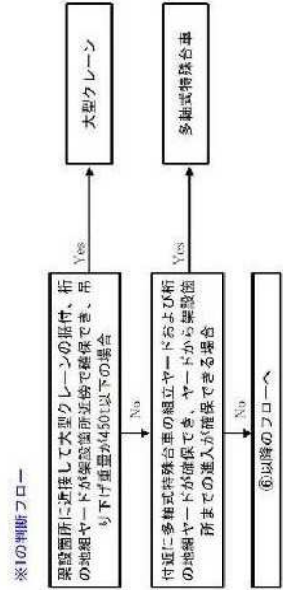 ※1の判断フロー
架設箇所に近接して大型クレーンの据付、桁
の地組ヤードが架設箇所近傍で確保でき、吊
り下げ重量が450t以下の場合
Yes
大型クレーン
No
付近に多軸式特殊台車の組立ヤードおよび桁
の地組ヤードが確保でき、ヤードから架設箇
所までの進入が確保できる場合
Yes
多軸式特殊台車
No
⑥以降のフローへ